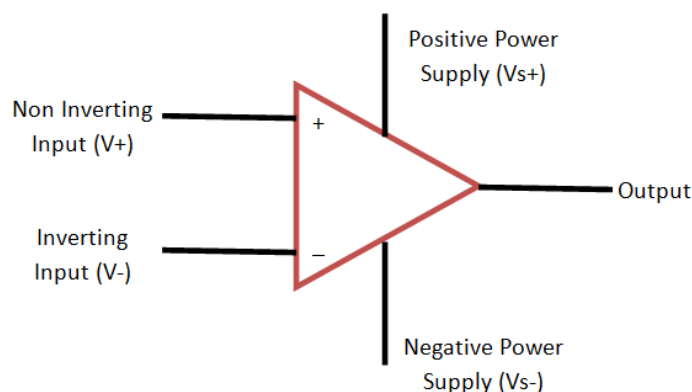 Positive Power
Supply (Vs+)
Non Inverting
Input (V+)
+
Output
Inverting
Input (V-)
–
Negative Power
Supply (Vs-)